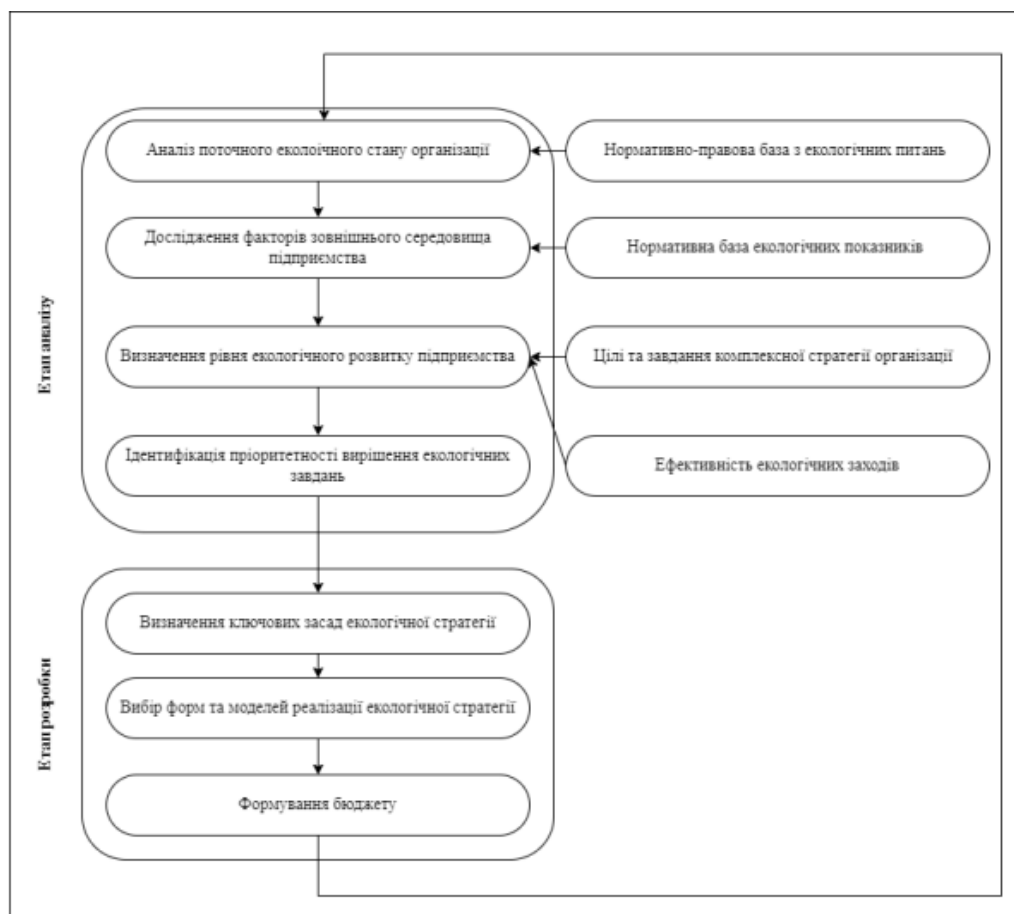 Етап аналізу
Аналіз поточного еколоічного стану організації
Нормативно-правова база з екологічних питань
Дослідження факторів зовнішнього середовища
підприємства
Нормативна база екологічних показників
Визначення рівня екологічного розвитку підприємства
Цілі та завдання комплексної стратегії організації
Ідентифікація пріоритетності вирішення екологічних
завдань
Ефективність екологічних заходів
Етап розробки
Визначення ключових засад екологічної стратегії
Вибір форм та моделей реалізації екологічної стратегії
Формування бюджету